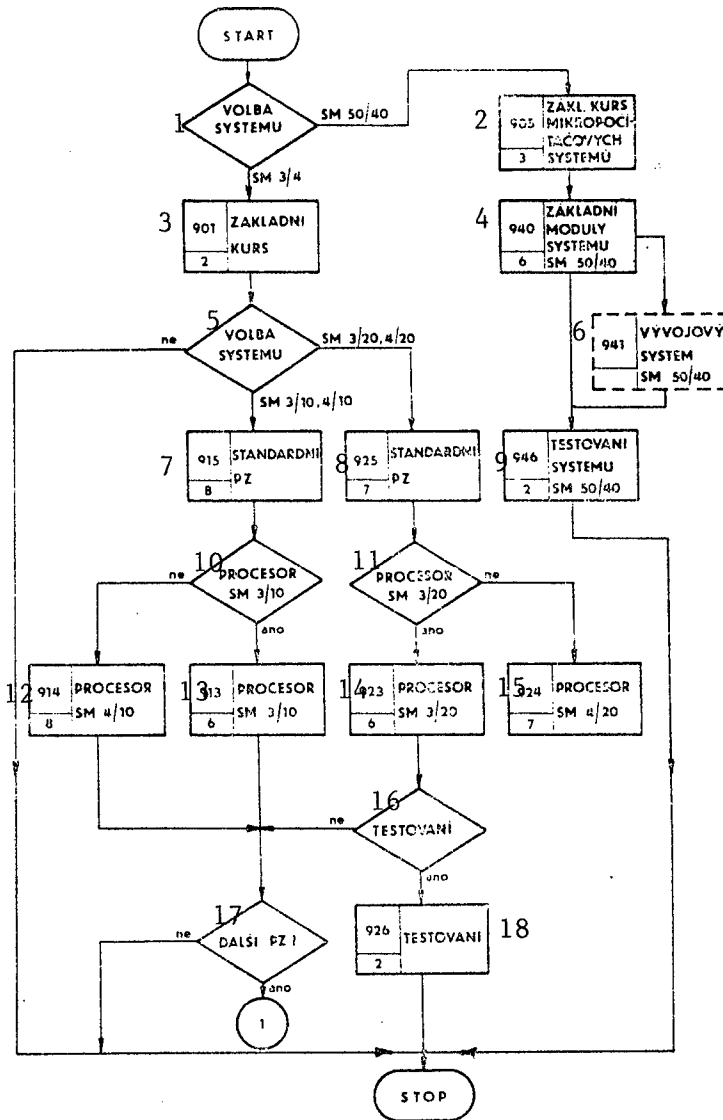 START
1
VOLBA
SYSTEMU
SM 50/40
SM 3/4
2
905
3
ZÁKL. KURS
MIKROPOČÍ-
TAČOVÝCH
SYSTEMŮ
3
901
2
ZÁKLADNI
KURS
4
940
6
ZÁKLADNI
MODULY
SYSTEMU
SM 50/40
5
VOLBA
SYSTEMU
ne
SM 3/20, 4/20
SM 3/10, 4/10
6
941
VÝVOJOVÝ
SYSTEM
SM 50/40
7
915
8
STANDARDNI
PZ
8
925
7
STANDARDNI
PZ
9
946
2
TESTOVANI
SYSTEMU
SM 50/40
10
PROCESOR
SM 3/10
ne
ano
11
PROCESOR
SM 3/20
ne
ano
12
914
8
PROCESOR
SM 4/10
13
913
6
PROCESOR
SM 3/10
14
923
6
PROCESOR
SM 3/20
15
924
7
PROCESOR
SM 4/20
16
TESTOVANÍ
ne
ano
17
DALŠI PZ ?
ne
ano
1
926
2
TESTOVANI
18
STOP